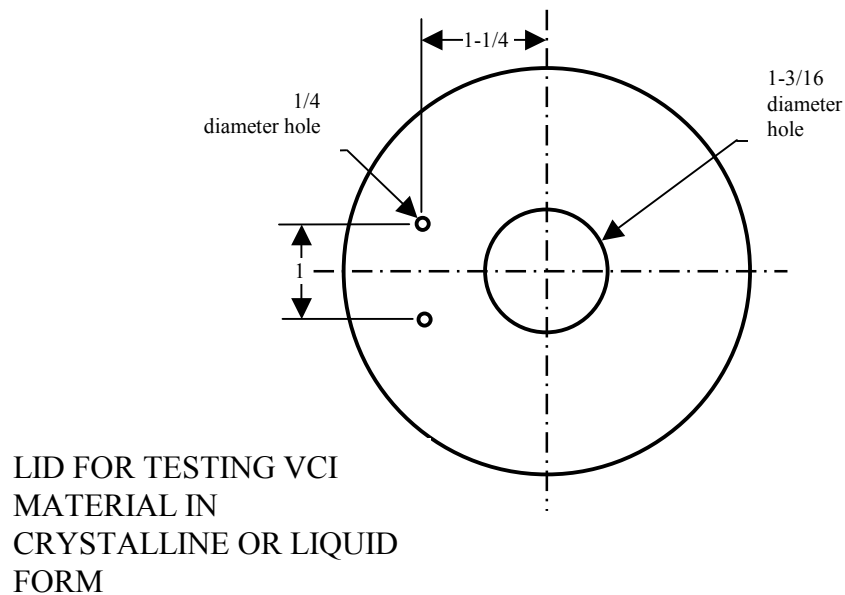 1-1/4
1/4
diameter hole
1-3/16
diameter
hole
1
LID FOR TESTING VCI
MATERIAL IN
CRYSTALLINE OR LIQUID
FORM